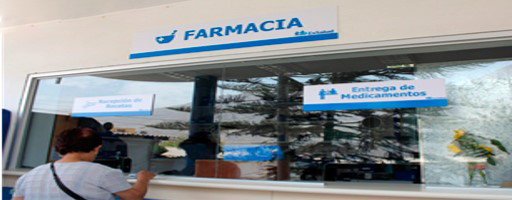 FARMACIA
EsSalud
Recepción de
Recetas
Entrega de
Medicamentos